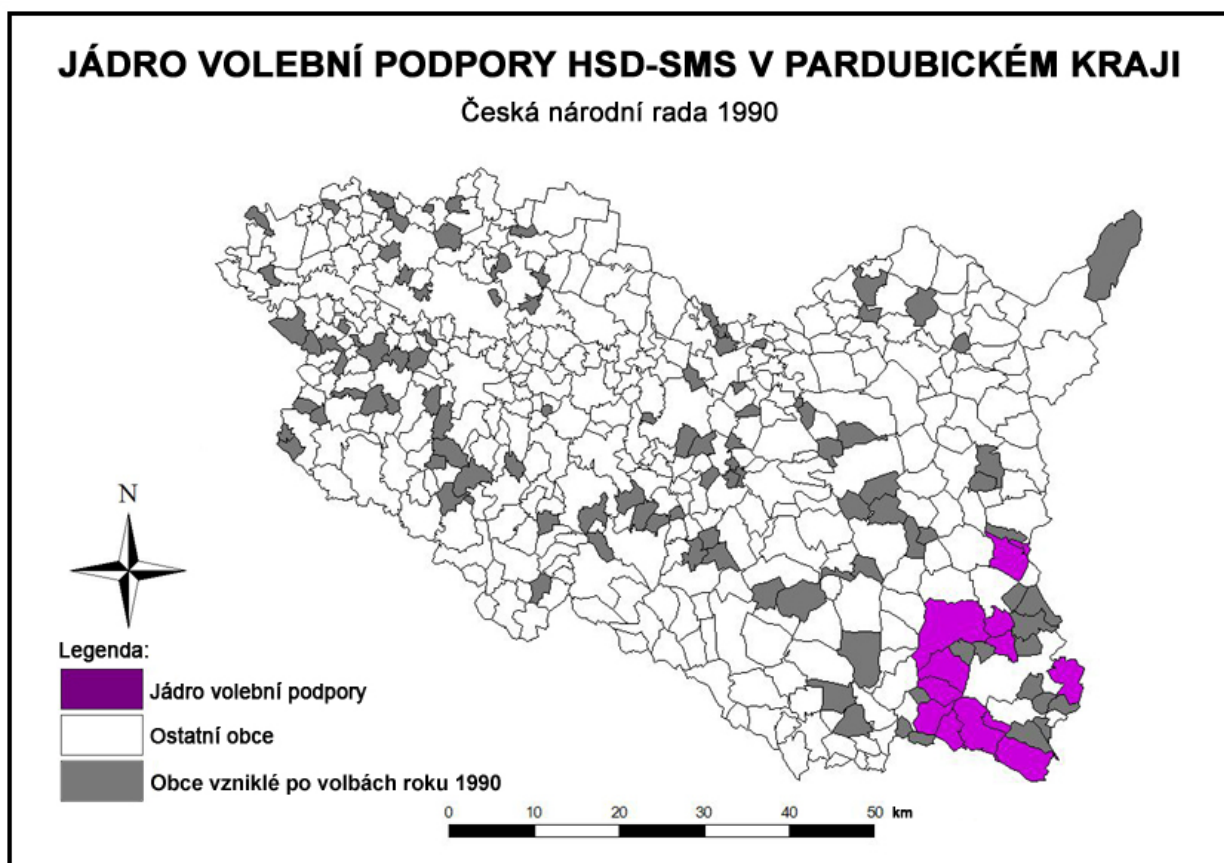 JÁDRO VOLEBNÍ PODPORY HSD-SMS V PARDUBICKÉM KRAJI
Česká národní rada 1990
N
Legenda:
Jádro volební podpory
Ostatní obce
Obce vzniklé po volbách roku 1990
0 10 20 30 40 50 km